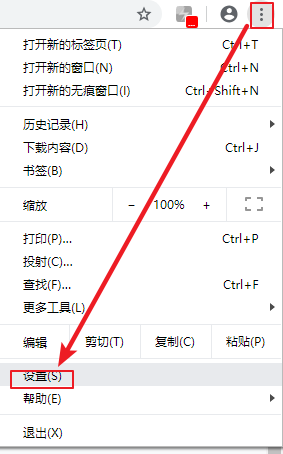 ...
打开新的标签页(T) Ctrl+T
打开新的窗口(N) Ctrl+N
打开新的无痕窗口(I) Ctrl+Shift+N
历史记录(H)
下载内容(D) Ctrl+J
书签(B)
缩放 − 100% +
打印(P)... Ctrl+P
投射(C)...
查找(F)... Ctrl+F
更多工具(L)
编辑 剪切(T) 复制(C) 粘贴(P)
设置(S)
帮助(E)
退出(X)